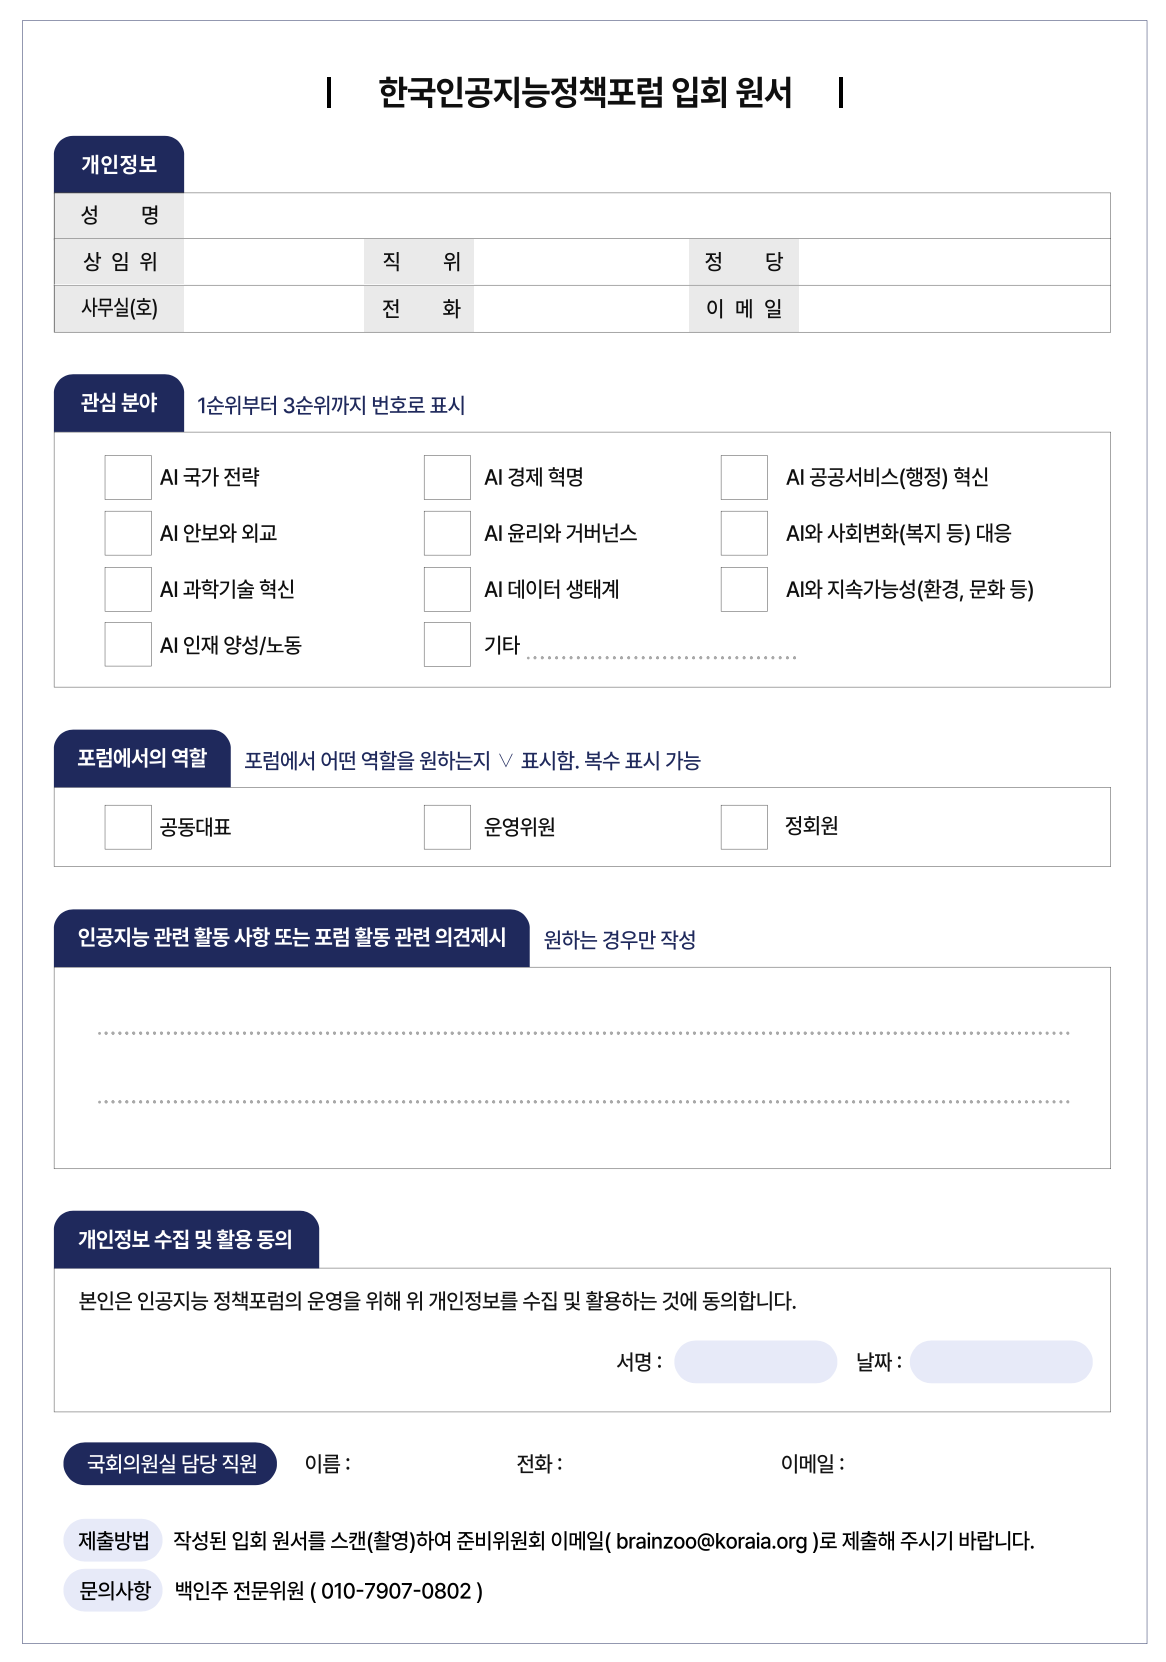 한국인공지능정책포럼 입회 원서
개인정보
성 명
상 임 위 직 위 정 당
사무실(호) 전 화 이 메 일
관심 분야 1순위부터 3순위까지 번호로 표시
AI 국가 전략 AI 경제 혁명 AI 공공서비스(행정) 혁신
AI 안보와 외교 AI 윤리와 거버넌스 AI와 사회변화(복지 등) 대응
AI 과학기술 혁신 AI 데이터 생태계 AI와 지속가능성(환경, 문화 등)
AI 인재 양성/노동 기타
포럼에서의 역할 포럼에서 어떤 역할을 원하는지 ∨ 표시함. 복수 표시 가능
공동대표 운영위원 정회원
인공지능 관련 활동 사항 또는 포럼 활동 관련 의견제시 원하는 경우만 작성
개인정보 수집 및 활용 동의
본인은 인공지능 정책포럼의 운영을 위해 위 개인정보를 수집 및 활용하는 것에 동의합니다.
서명 : 날짜 :
국회의원실 담당 직원 이름 : 전화 : 이메일 :
제출방법 작성된 입회 원서를 스캔(촬영)하여 준비위원회 이메일( brainzoo@koraia.org )로 제출해 주시기 바랍니다.
문의사항 백인주 전문위원 ( 010-7907-0802 )